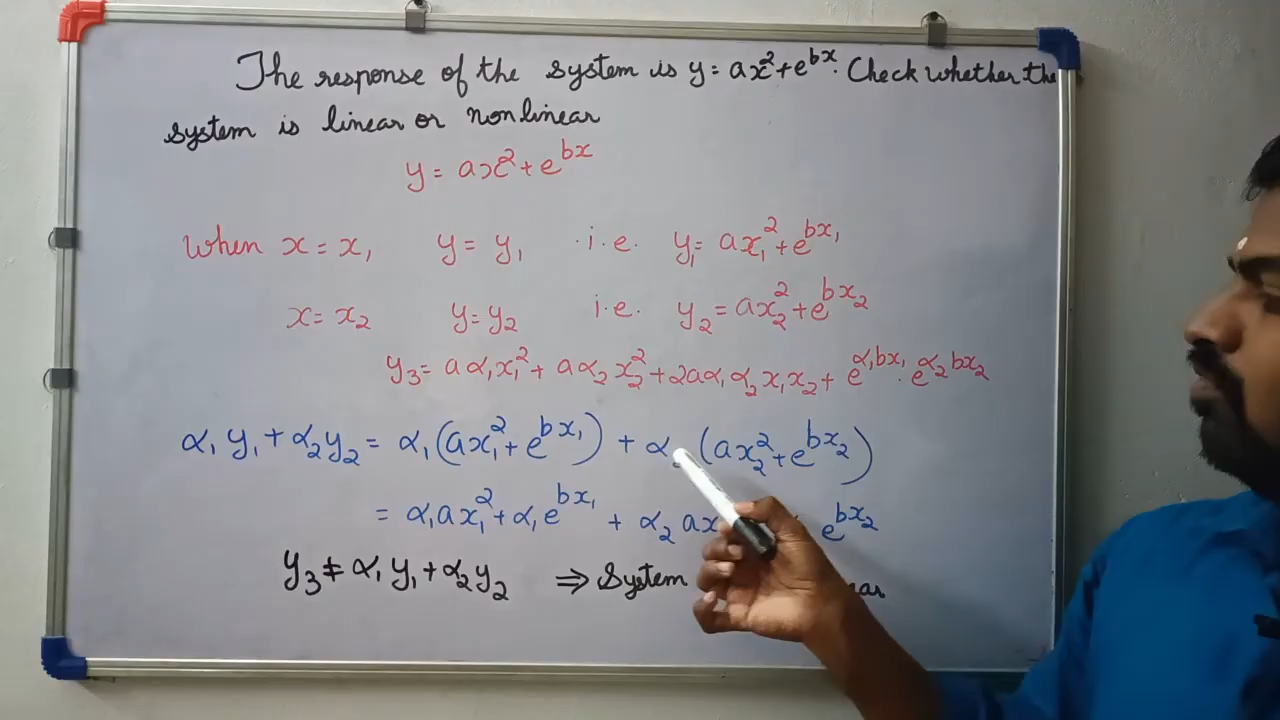 The response of the system is y = ax² + e^{bx}. Check whether the
system is linear or nonlinear
y = ax² + e^{bx}
When x = x₁ y = y₁ i.e. y₁ = ax₁² + e^{bx₁}
x = x₂ y = y₂ i.e. y₂ = ax₂² + e^{bx₂}
y₃ = aα₁x₁² + aα₂x₂² + 2aα₁α₂x₁x₂ + e^{α₁bx₁} . e^{α₂bx₂}
α₁y₁ + α₂y₂ = α₁(ax₁² + e^{bx₁}) + α₂(ax₂² + e^{bx₂})
= α₁ax₁² + α₁e^{bx₁} + α₂ax e^{bx₂}
y₃ ≠ α₁y₁ + α₂y₂ ⇒ System